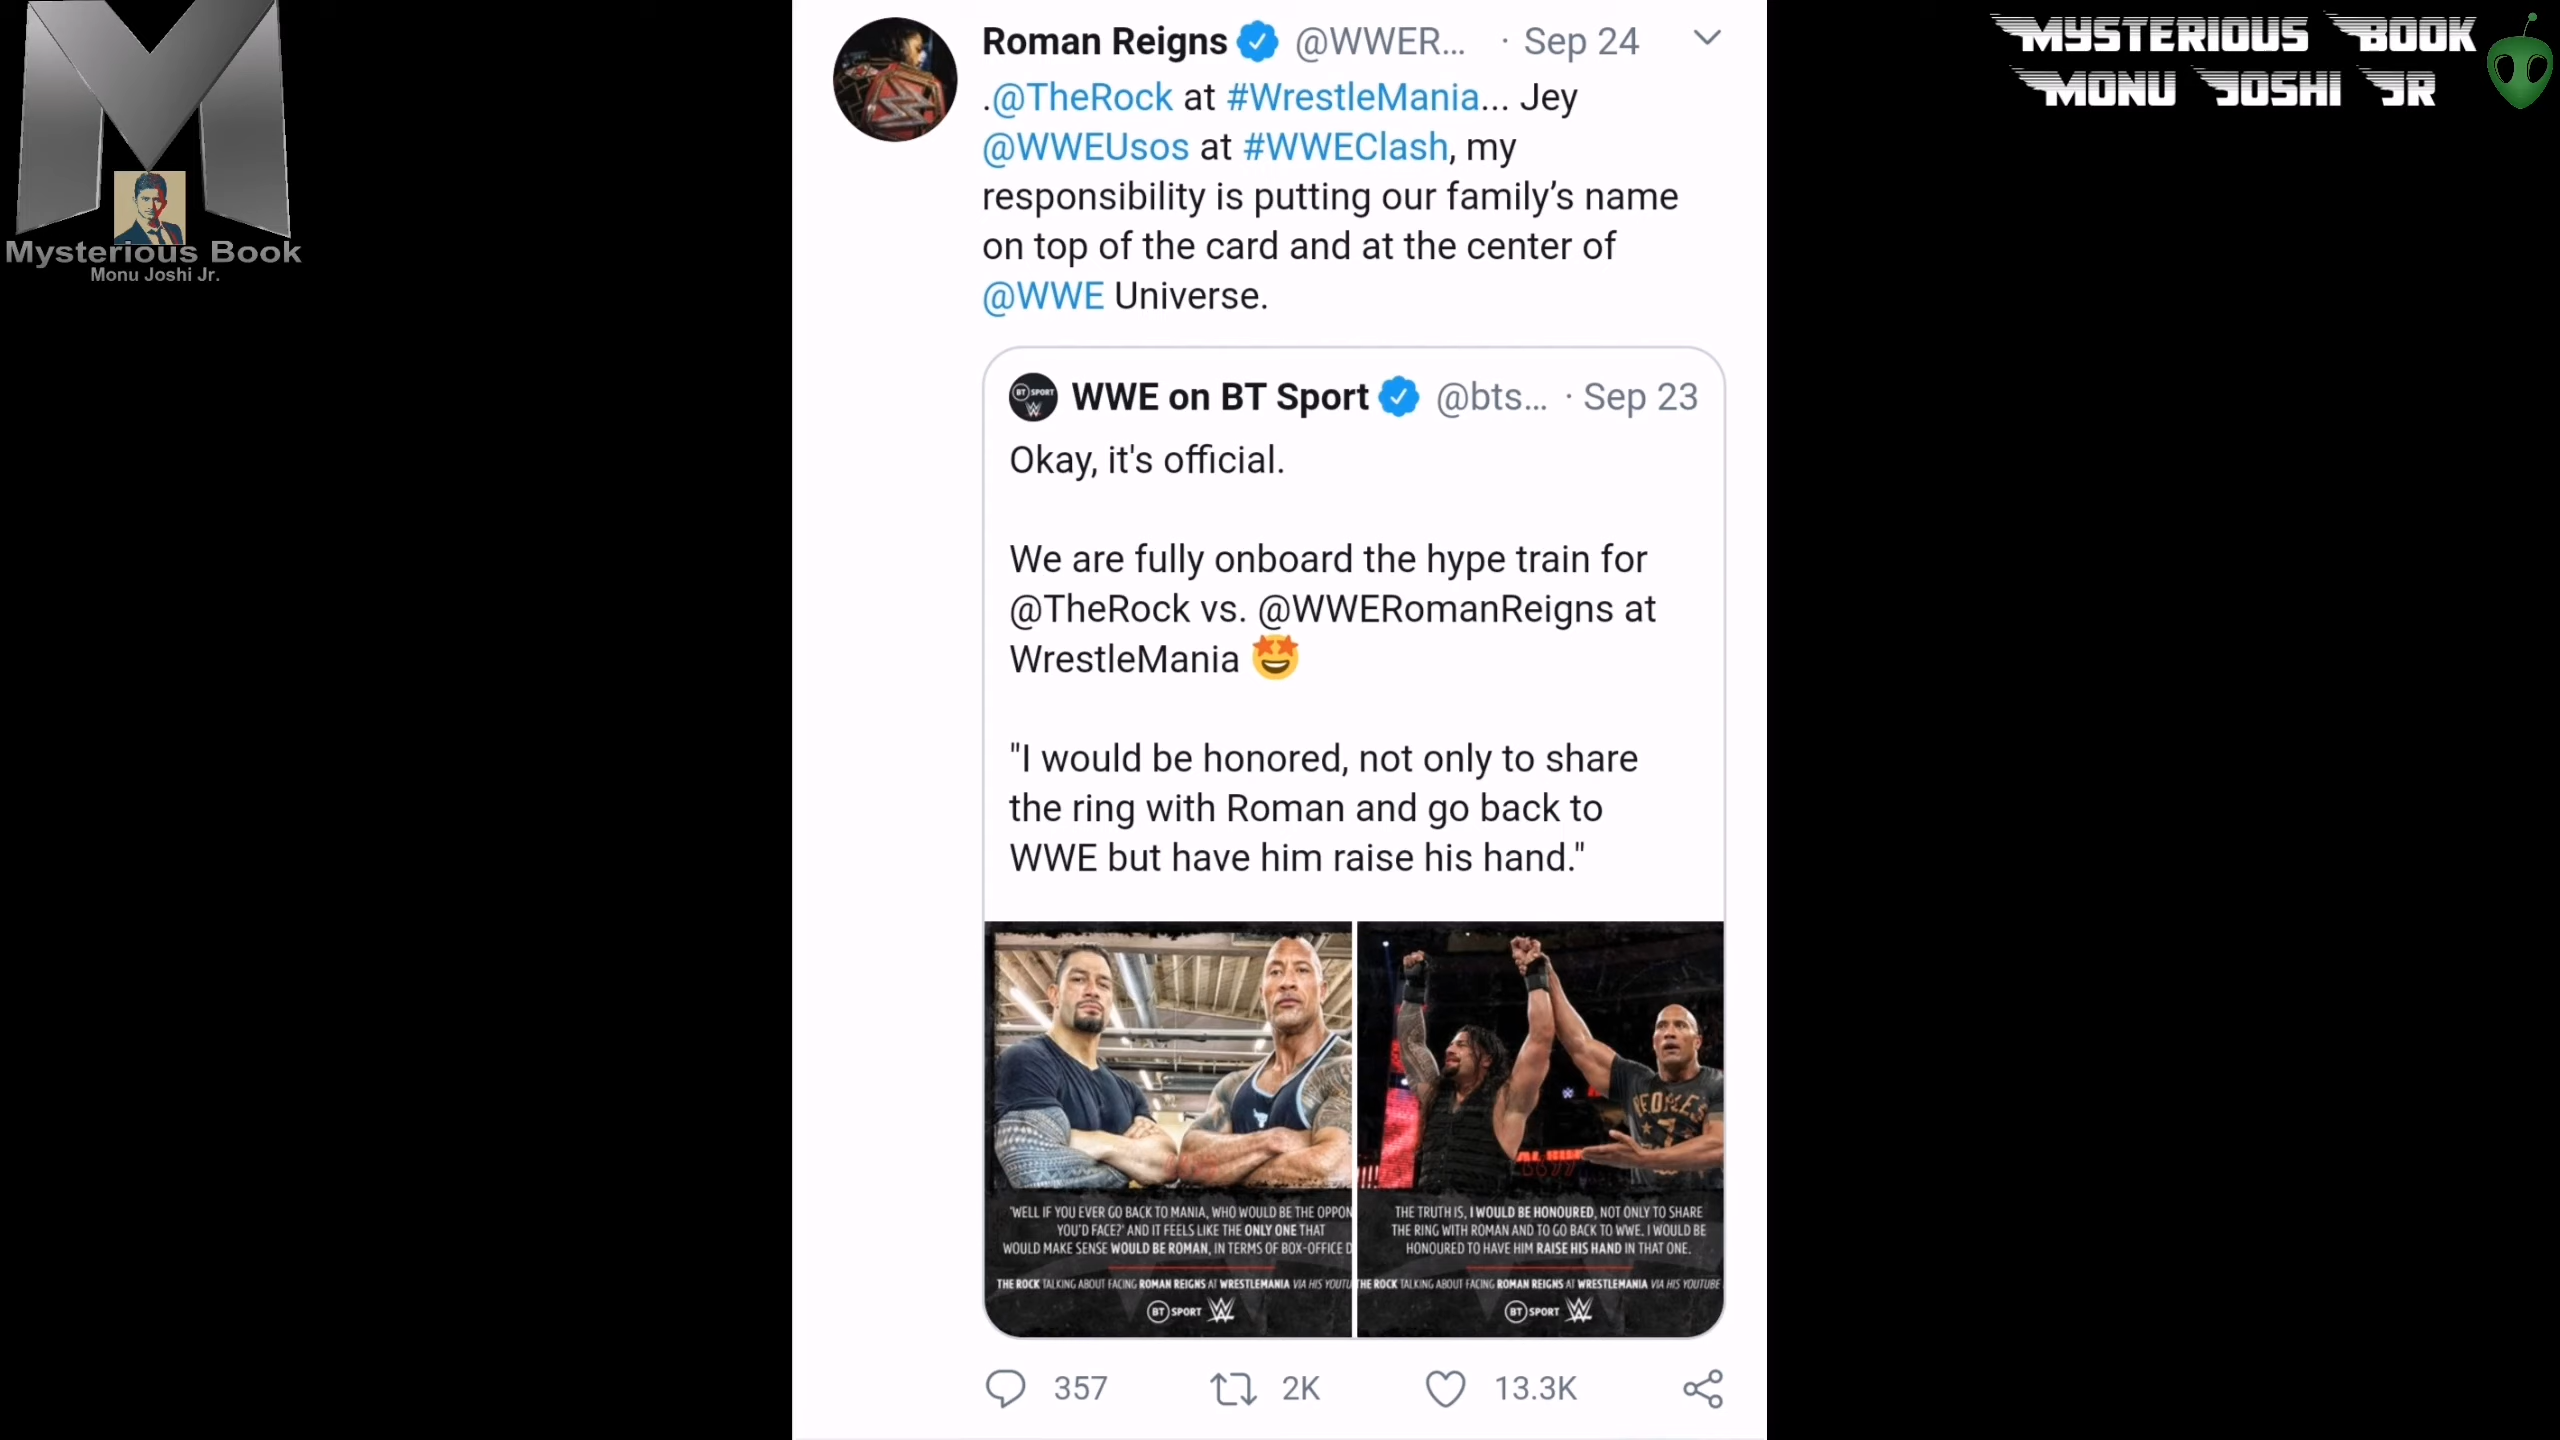 Mysterious Book
Monu Joshi Jr.
MYSTERIOUS BOOK
MONU JOSHI JR
Roman Reigns @WWER... · Sep 24
.@TheRock at #WrestleMania... Jey
@WWEUsos at #WWEClash, my
responsibility is putting our family’s name
on top of the card and at the center of
@WWE Universe.
BT SPORT
WWE on BT Sport @bts... · Sep 23
Okay, it's official.
We are fully onboard the hype train for
@TheRock vs. @WWERomanReigns at
WrestleMania 🤩
"I would be honored, not only to share
the ring with Roman and go back to
WWE but have him raise his hand."
PEOPLE'S
'WELL IF YOU EVER GO BACK TO MANIA, WHO WOULD BE THE OPPON
YOU'D FACE?' AND IT FEELS LIKE THE ONLY ONE THAT
WOULD MAKE SENSE WOULD BE ROMAN, IN TERMS OF BOX-OFFICE D
THE ROCK TALKING ABOUT FACING ROMAN REIGNS AT WRESTLEMANIA VIA HIS YOUTU
BT SPORT
THE TRUTH IS, I WOULD BE HONOURED, NOT ONLY TO SHARE
THE RING WITH ROMAN AND TO GO BACK TO WWE. I WOULD BE
HONOURED TO HAVE HIM RAISE HIS HAND IN THAT ONE.
THE ROCK TALKING ABOUT FACING ROMAN REIGNS AT WRESTLEMANIA VIA HIS YOUTUBE
BT SPORT
357 2K 13.3K